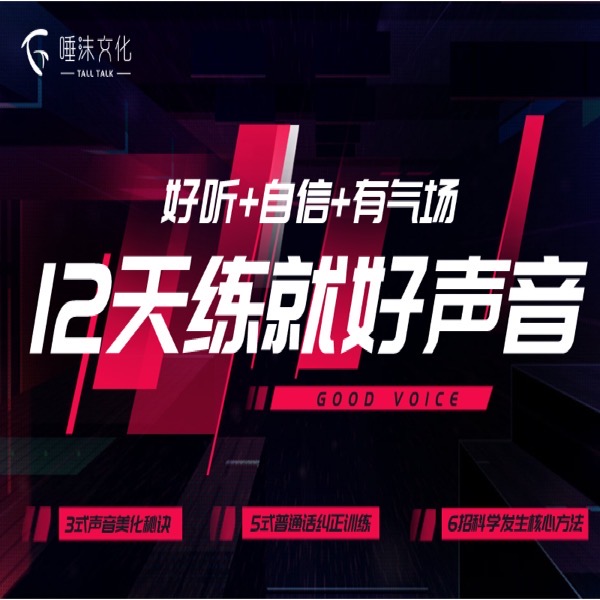 唾沫文化
TALL TALK
好听+自信+有气场
12天练就好声音
GOOD VOICE
3式声音美化秘诀
5式普通话纠正训练
6招科学发生核心方法